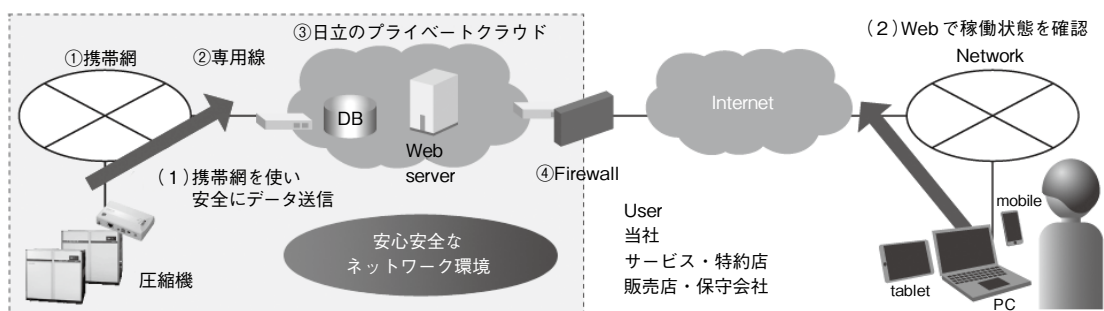 ①携帯網
②専用線
③日立のプライベートクラウド
DB
Web
server
④Firewall
(1)携帯網を使い
安全にデータ送信
圧縮機
安心安全な
ネットワーク環境
Internet
User
当社
サービス・特約店
販売店・保守会社
(2)Webで稼働状態を確認
Network
mobile
tablet
PC